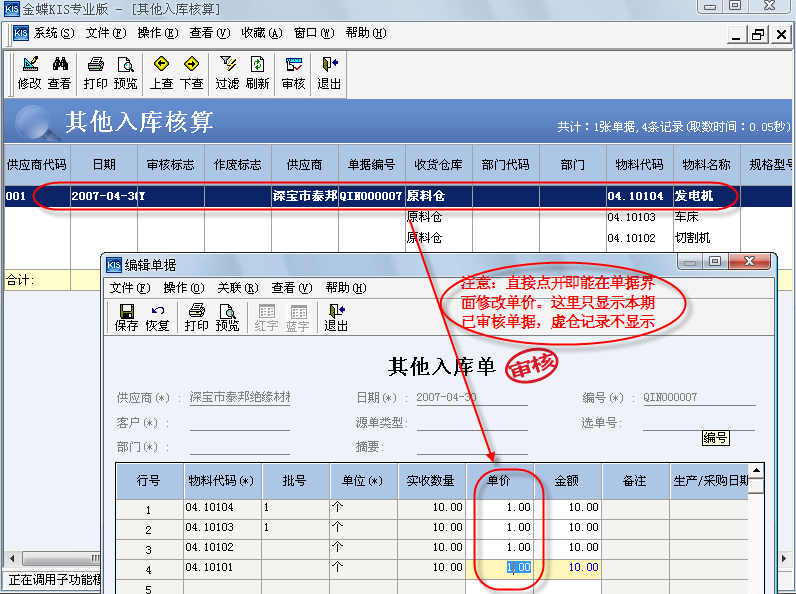 KIS 金蝶KIS专业版 - [其他入库核算]
KIS 系统(S) 文件(F) 操作(E) 查看(V) 收藏(A) 窗口(W) 帮助(H)
修改 查看 打印 预览 上查 下查 过滤 刷新 审核 退出
其他入库核算
共计：1张单据,4条记录(取数时间：0.05秒)
供应商代码 日期 审核标志 作废标志 供应商 单据编号 收货仓库 部门代码 部门 物料代码 物料名称 规格型号
001 2007-04-30 Y 深宝市泰邦 QIN000007 原料仓 04.10104 发电机
原料仓 04.10103 车床
原料仓 04.10102 切割机
合计:
KIS 编辑单据
文件(F) 操作(O) 关联(R) 查看(V) 帮助(H)
注意：直接点开即能在单据界
面修改单价。这里只显示本期
已审核单据，虚仓记录不显示
保存 恢复 打印 预览 红字 蓝字 退出
其他入库单
审核
供应商(*)： 深宝市泰邦绝缘材料 日期(*)： 2007-04-30 编号(*)： QIN000007
客户(*)： 源单类型: 选单号:
编号
部门(*)： 摘要:
行号 物料代码(*) 批号 单位(*) 实收数量 单价 金额 备注 生产/采购日期
1 04.10104 1 个 10.00 1.00 10.00
2 04.10103 1 个 10.00 1.00 10.00
3 04.10102 个 10.00 1.00 10.00
4 04.10101 个 10.00 1.00 10.00
5
正在调用子功能模